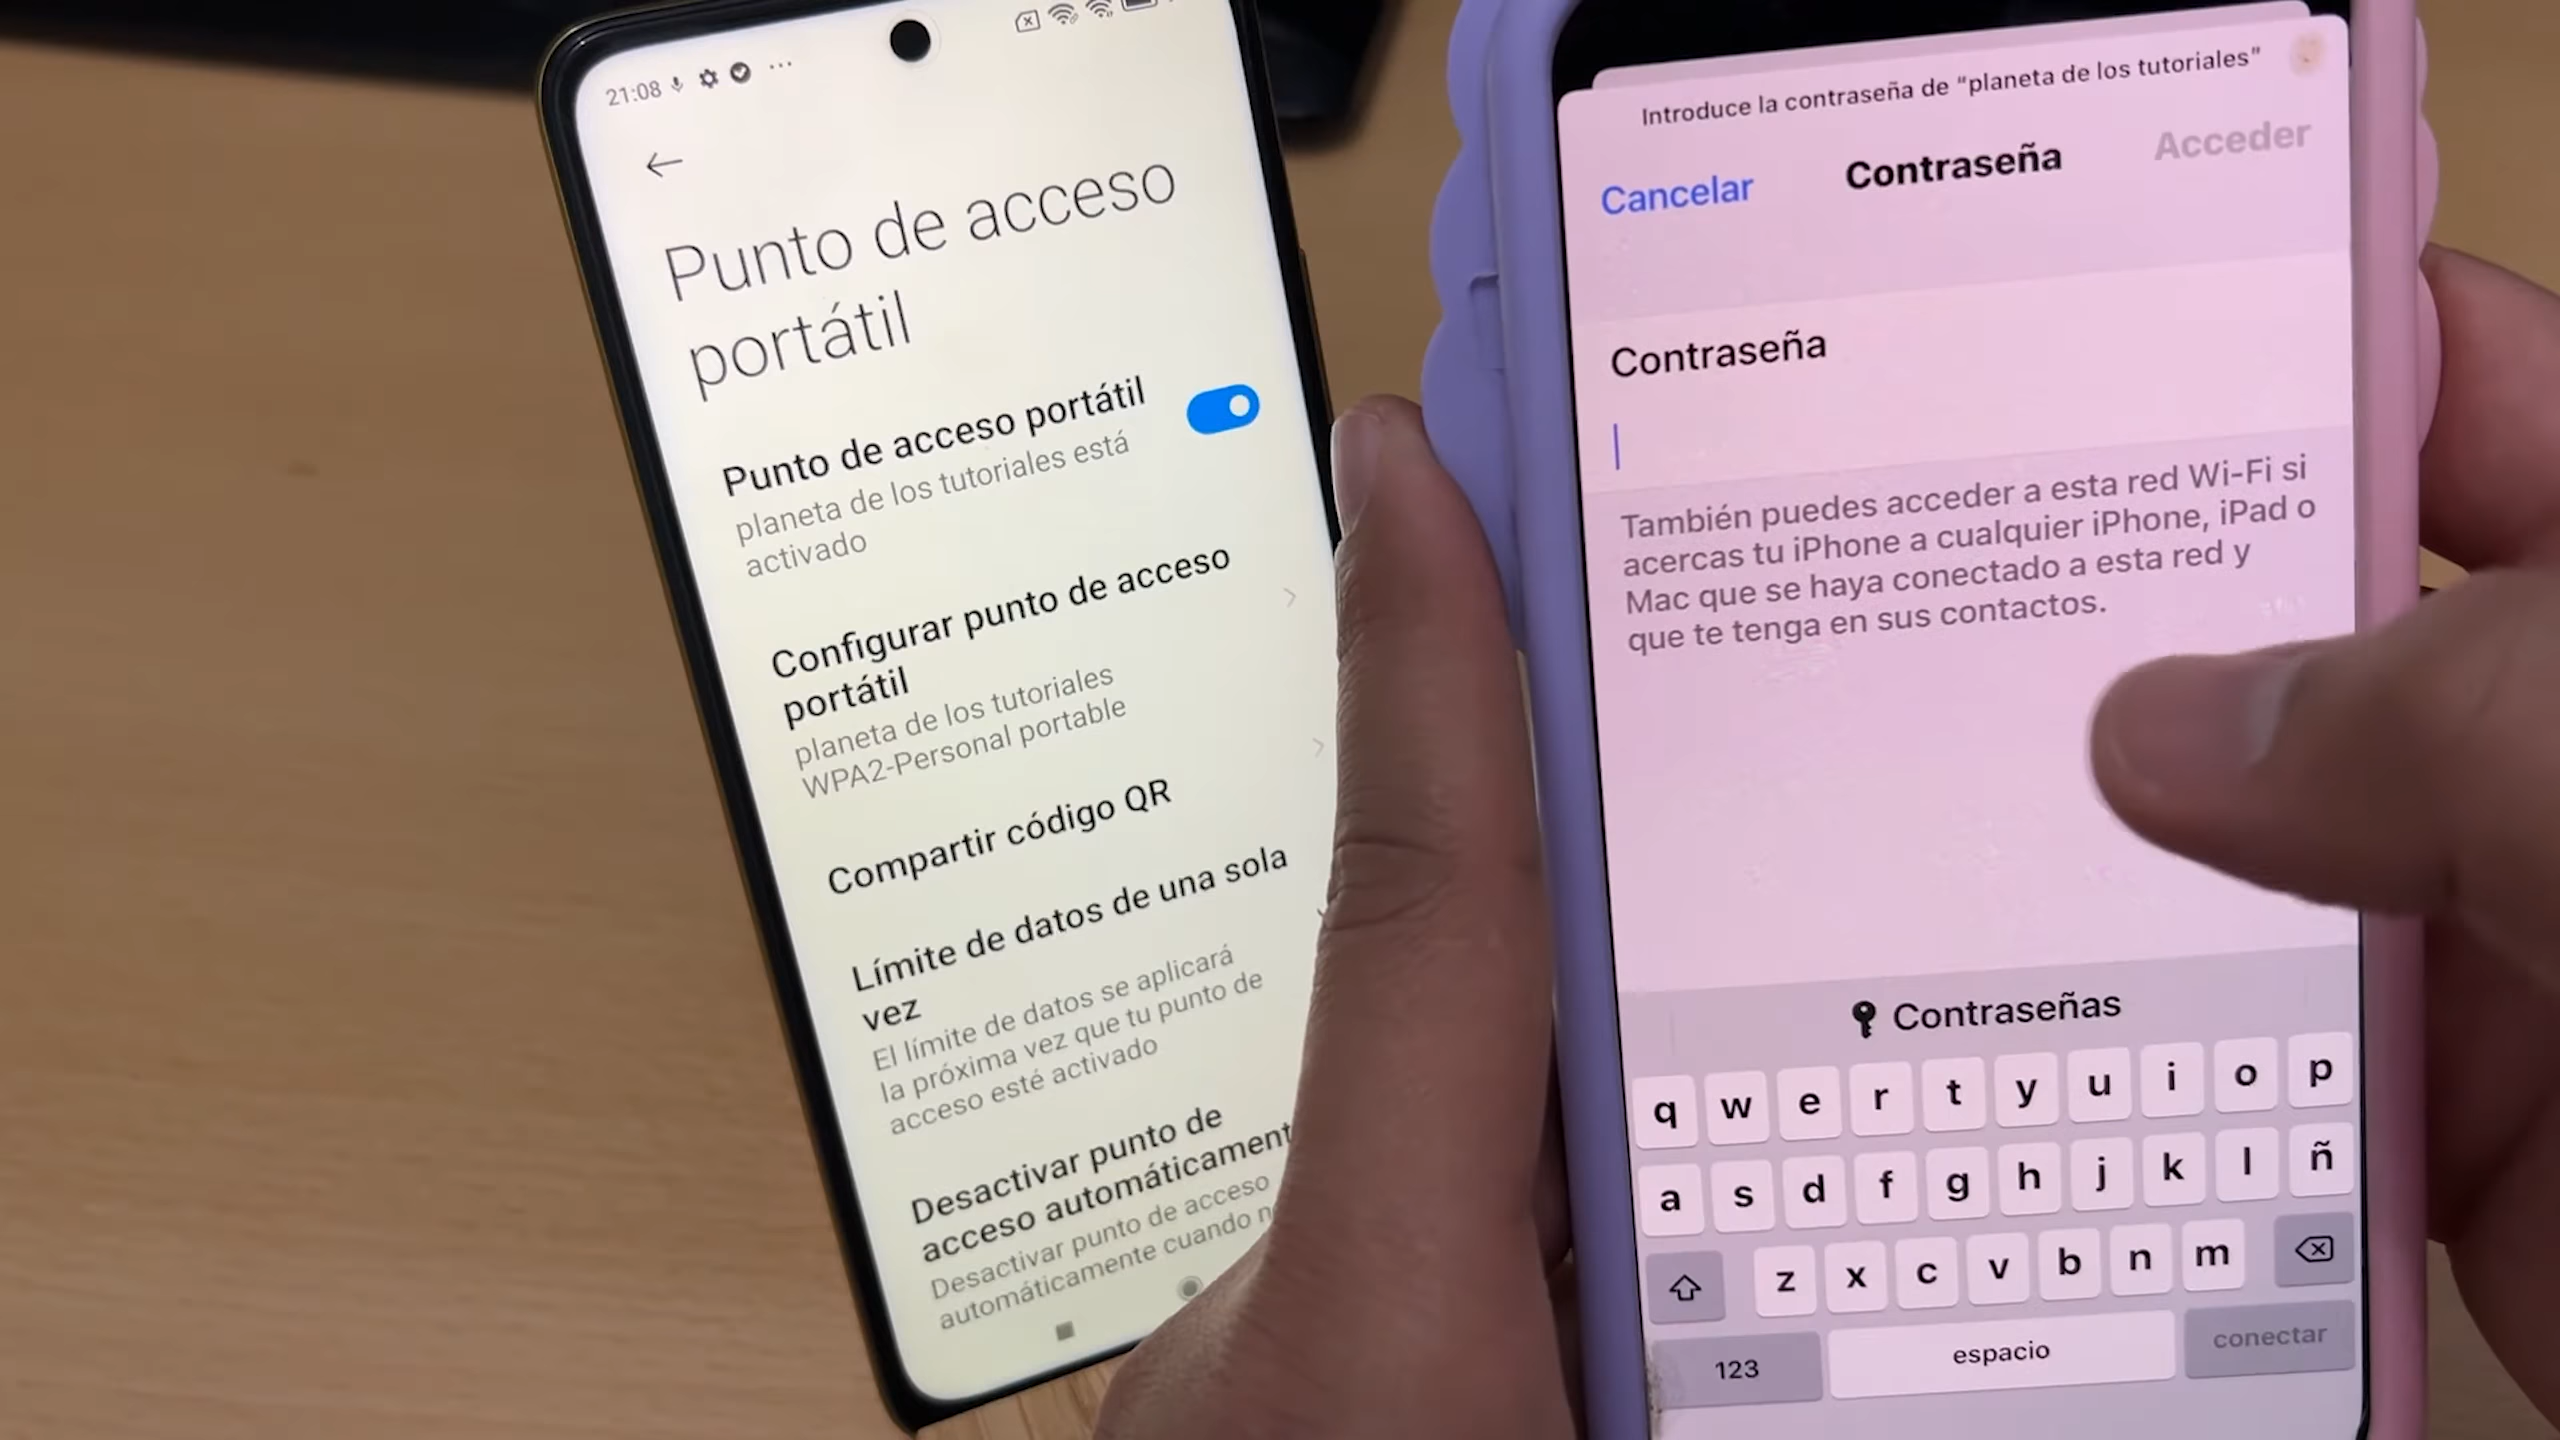 21:08
Punto de acceso
portátil
Punto de acceso portátil
planeta de los tutoriales está
activado
Configurar punto de acceso
portátil
planeta de los tutoriales
WPA2-Personal portable
Compartir código QR
Límite de datos de una sola
vez
El límite de datos se aplicará
la próxima vez que tu punto de
acceso esté activado
Desactivar punto de
acceso automáticament
Desactivar punto de acceso
automáticamente cuando
Introduce la contraseña de “planeta de los tutoriales”
Cancelar
Contraseña
Acceder
Contraseña
También puedes acceder a esta red Wi-Fi si
acercas tu iPhone a cualquier iPhone, iPad o
Mac que se haya conectado a esta red y
que te tenga en sus contactos.
Contraseñas
q w e r t y u i o p
a s d f g h j k l ñ
z x c v b n m
123
espacio
conectar